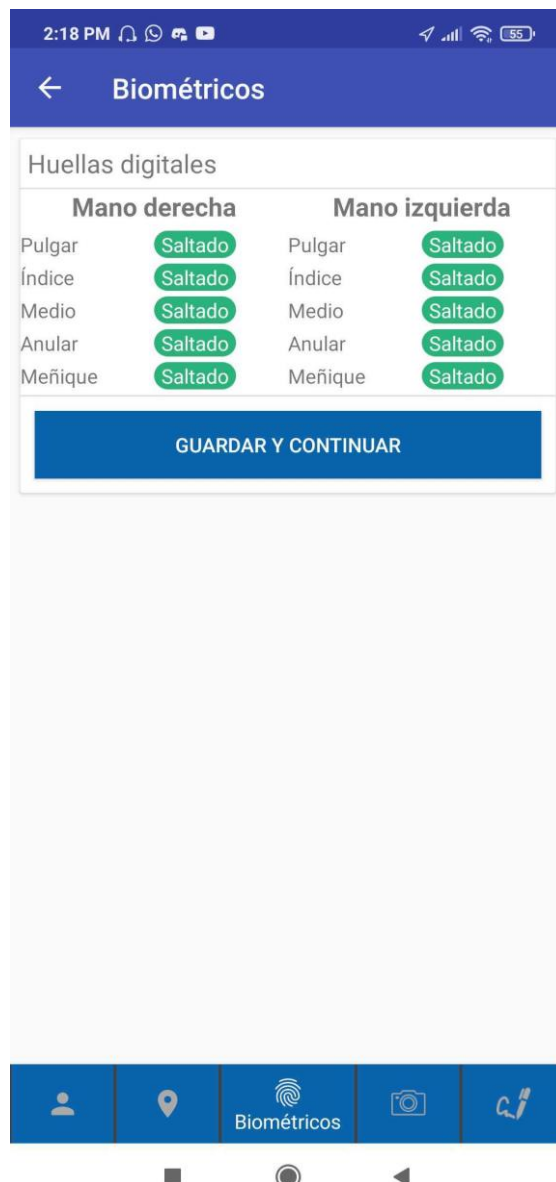 2:18 PM 55
Biométricos
Huellas digitales
Mano derecha Mano izquierda
Pulgar Saltado Pulgar Saltado
Índice Saltado Índice Saltado
Medio Saltado Medio Saltado
Anular Saltado Anular Saltado
Meñique Saltado Meñique Saltado
GUARDAR Y CONTINUAR
Biométricos